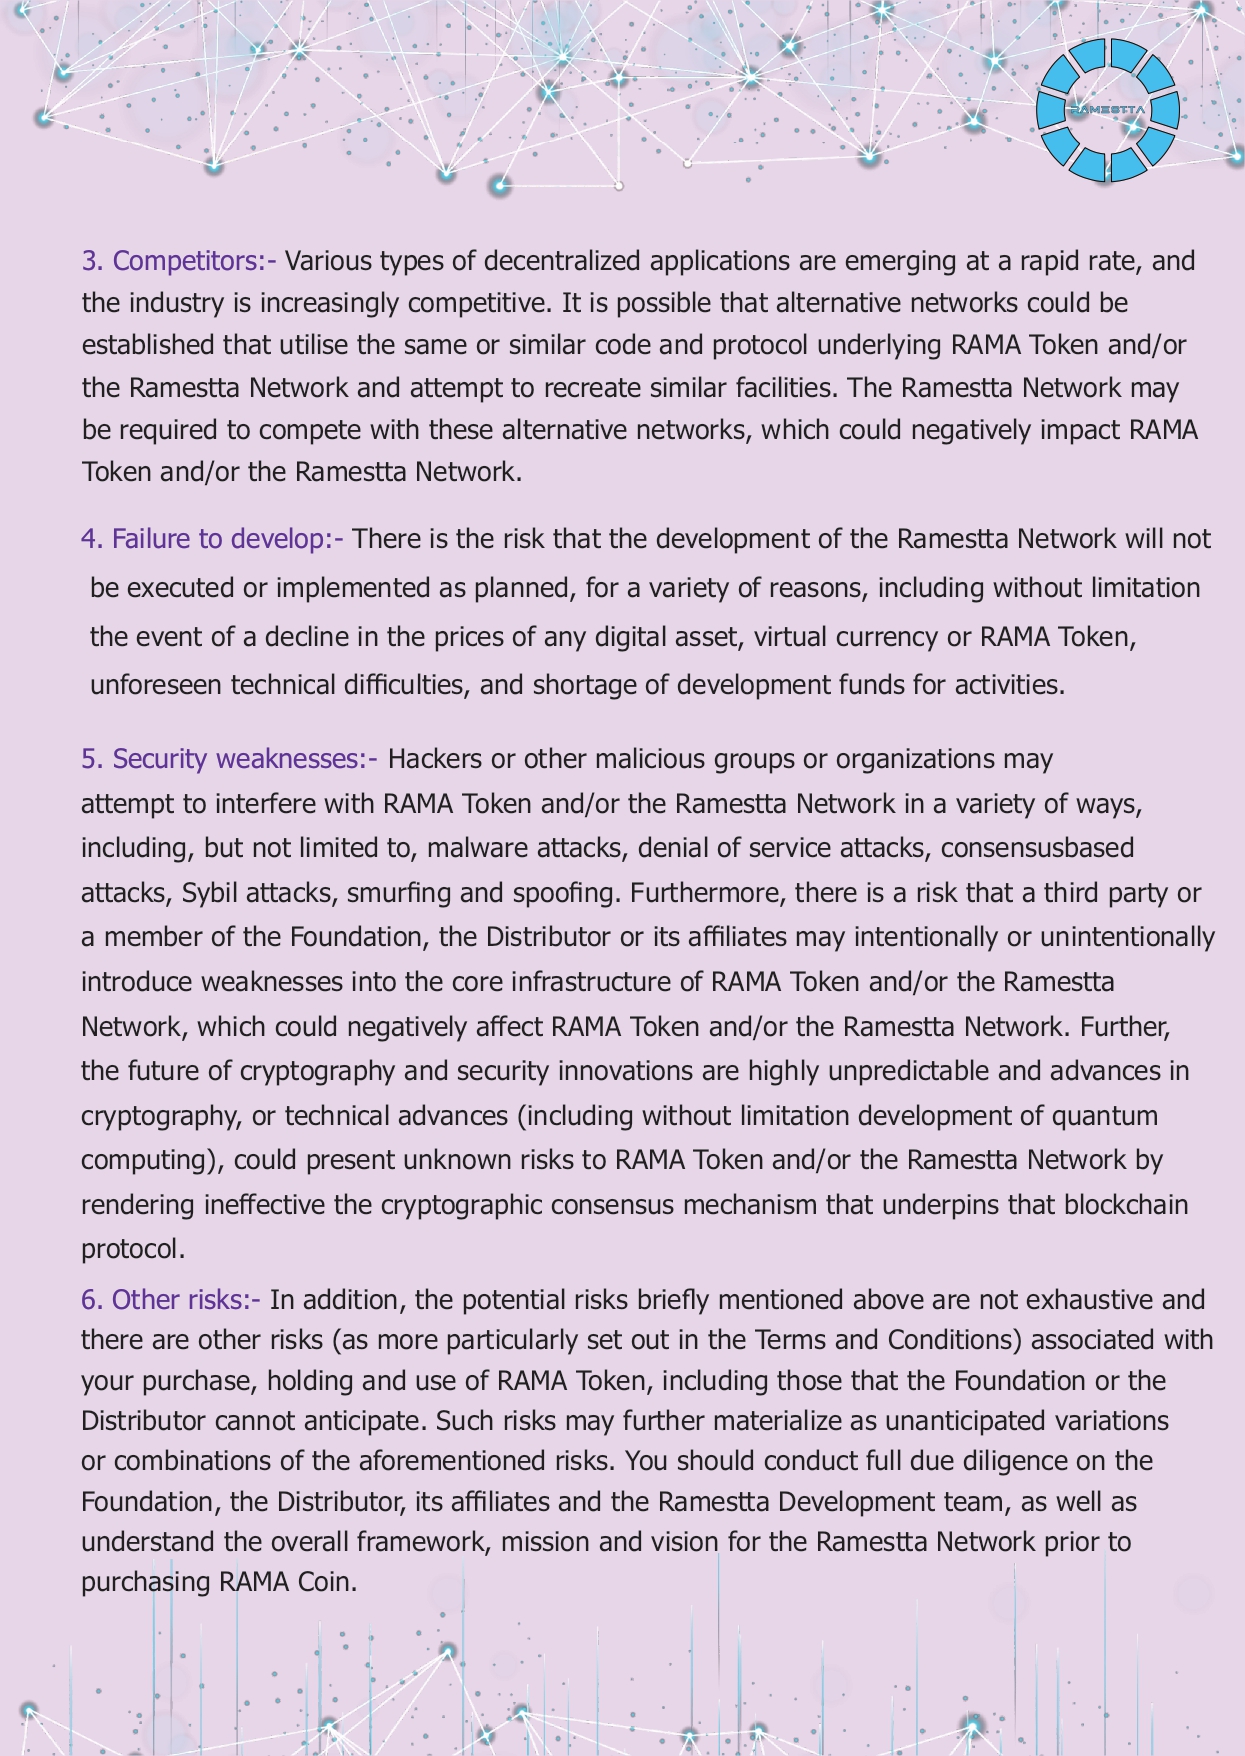 RAMESTTA
3. Competitors:- Various types of decentralized applications are emerging at a rapid rate, and
the industry is increasingly competitive. It is possible that alternative networks could be
established that utilise the same or similar code and protocol underlying RAMA Token and/or
the Ramestta Network and attempt to recreate similar facilities. The Ramestta Network may
be required to compete with these alternative networks, which could negatively impact RAMA
Token and/or the Ramestta Network.
4. Failure to develop:- There is the risk that the development of the Ramestta Network will not
be executed or implemented as planned, for a variety of reasons, including without limitation
the event of a decline in the prices of any digital asset, virtual currency or RAMA Token,
unforeseen technical difficulties, and shortage of development funds for activities.
5. Security weaknesses:- Hackers or other malicious groups or organizations may
attempt to interfere with RAMA Token and/or the Ramestta Network in a variety of ways,
including, but not limited to, malware attacks, denial of service attacks, consensusbased
attacks, Sybil attacks, smurfing and spoofing. Furthermore, there is a risk that a third party or
a member of the Foundation, the Distributor or its affiliates may intentionally or unintentionally
introduce weaknesses into the core infrastructure of RAMA Token and/or the Ramestta
Network, which could negatively affect RAMA Token and/or the Ramestta Network. Further,
the future of cryptography and security innovations are highly unpredictable and advances in
cryptography, or technical advances (including without limitation development of quantum
computing), could present unknown risks to RAMA Token and/or the Ramestta Network by
rendering ineffective the cryptographic consensus mechanism that underpins that blockchain
protocol.
6. Other risks:- In addition, the potential risks briefly mentioned above are not exhaustive and
there are other risks (as more particularly set out in the Terms and Conditions) associated with
your purchase, holding and use of RAMA Token, including those that the Foundation or the
Distributor cannot anticipate. Such risks may further materialize as unanticipated variations
or combinations of the aforementioned risks. You should conduct full due diligence on the
Foundation, the Distributor, its affiliates and the Ramestta Development team, as well as
understand the overall framework, mission and vision for the Ramestta Network prior to
purchasing RAMA Coin.